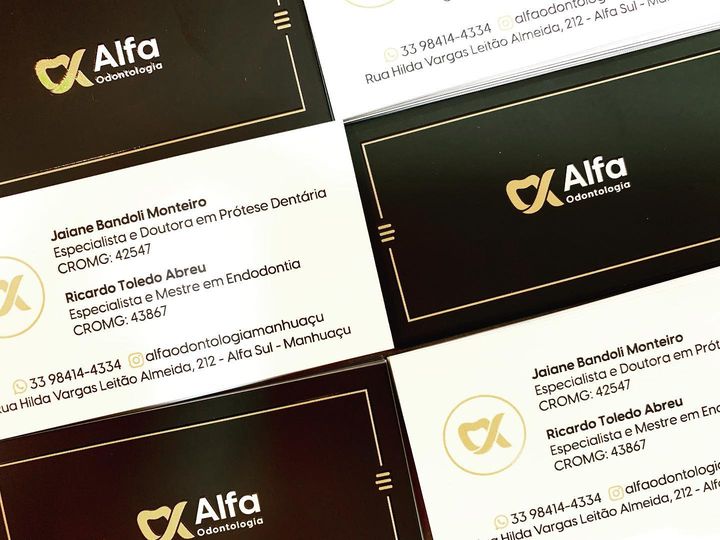 Alfa
Odontologia
33 98414-4334 alfaodontologiamanhuaçu
Rua Hilda Vargas Leitão Almeida, 212 - Alfa Sul - Manhuaçu
Alfa
Odontologia
Jaiane Bandoli Monteiro
Especialista e Doutora em Prótese Dentária
CROMG: 42547
Ricardo Toledo Abreu
Especialista e Mestre em Endodontia
CROMG: 43867
33 98414-4334 alfaodontologiamanhuaçu
Rua Hilda Vargas Leitão Almeida, 212 - Alfa Sul - Manhuaçu
Jaiane Bandoli Monteiro
Especialista e Doutora em Pró
CROMG: 42547
Ricardo Toledo Abreu
Especialista e Mestre em Endo
CROMG: 43867
33 98414-4334 alfaodontologia
Rua Hilda Vargas Leitão Almeida, 212 - Alfa
Alfa
Odontologia